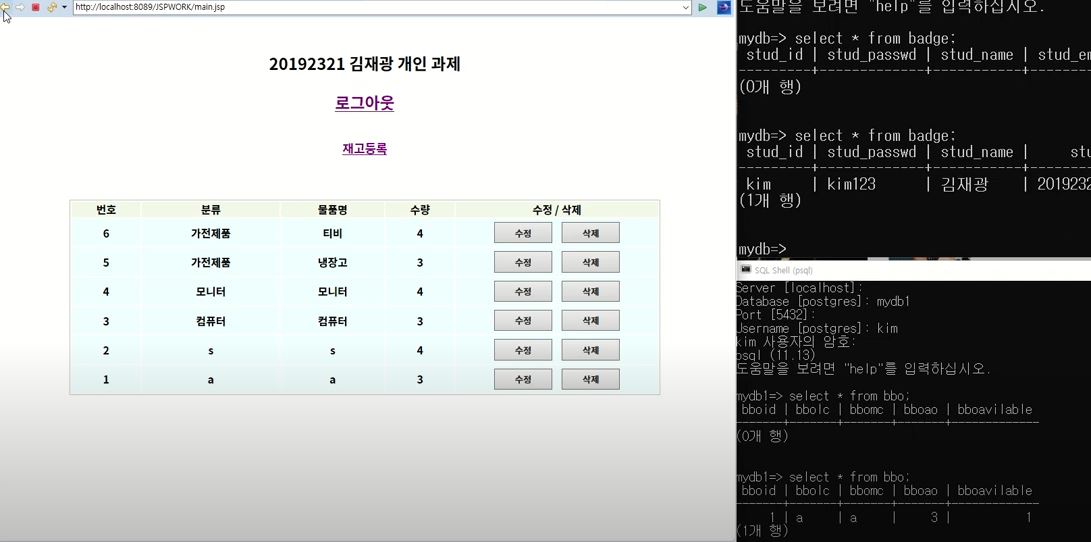 http://localhost:8089/JSPWORK/main.jsp
20192321 김재광 개인 과제
로그아웃
재고등록
번호 분류 물품명 수량 수정 / 삭제
6 가전제품 티비 4 수정 삭제
5 가전제품 냉장고 3 수정 삭제
4 모니터 모니터 4 수정 삭제
3 컴퓨터 컴퓨터 3 수정 삭제
2 s s 4 수정 삭제
1 a a 3 수정 삭제
도움말을 보려면 "help"를 입력하십시오.
mydb=> select * from badge;
stud_id | stud_passwd | stud_name | stud_em
---------+-------------+-----------+---------
(0개 행)
mydb=> select * from badge;
stud_id | stud_passwd | stud_name | stu
---------+-------------+-----------+---------
kim | kim123 | 김재광 | 2019232
(1개 행)
mydb=>
SQL Shell (psql)
Server [localhost]:
Database [postgres]: mydb1
Port [5432]:
Username [postgres]: kim
kim 사용자의 암호:
psql (11.13)
도움말을 보려면 "help"를 입력하십시오.
mydb1=> select * from bbo;
bboid | bbolc | bbomc | bboao | bboavilable
-------+-------+-------+-------+-------------
(0개 행)
mydb1=> select * from bbo;
bboid | bbolc | bbomc | bboao | bboavilable
-------+-------+-------+-------+-------------
1 | a | a | 3 | 1
(1개 행)